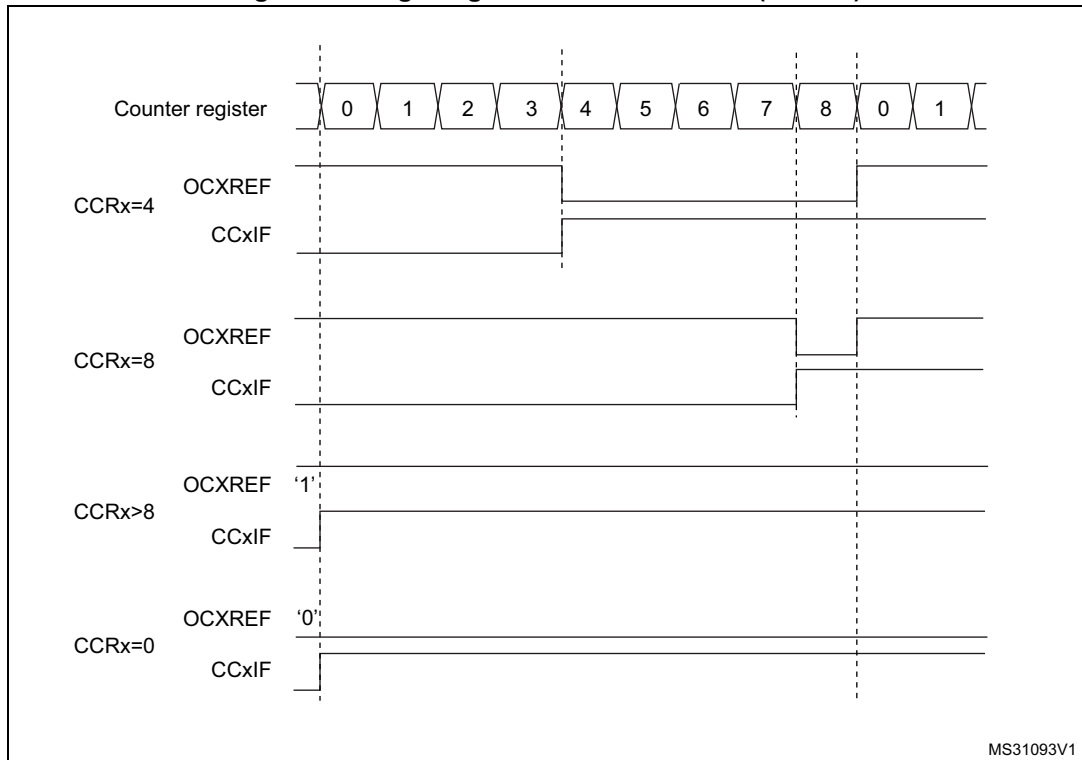 Counter register 0 1 2 3 4 5 6 7 8 0 1
OCXREF
CCRx=4
CCxIF
OCXREF
CCRx=8
CCxIF
OCXREF ‘1’
CCRx>8
CCxIF
OCXREF ‘0’
CCRx=0
CCxIF
MS31093V1